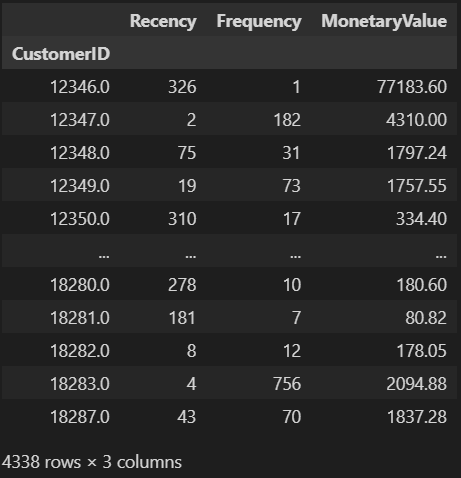 Recency Frequency MonetaryValue
CustomerID
12346.0 326 1 77183.60
12347.0 2 182 4310.00
12348.0 75 31 1797.24
12349.0 19 73 1757.55
12350.0 310 17 334.40
... ... ... ...
18280.0 278 10 180.60
18281.0 181 7 80.82
18282.0 8 12 178.05
18283.0 4 756 2094.88
18287.0 43 70 1837.28
4338 rows × 3 columns